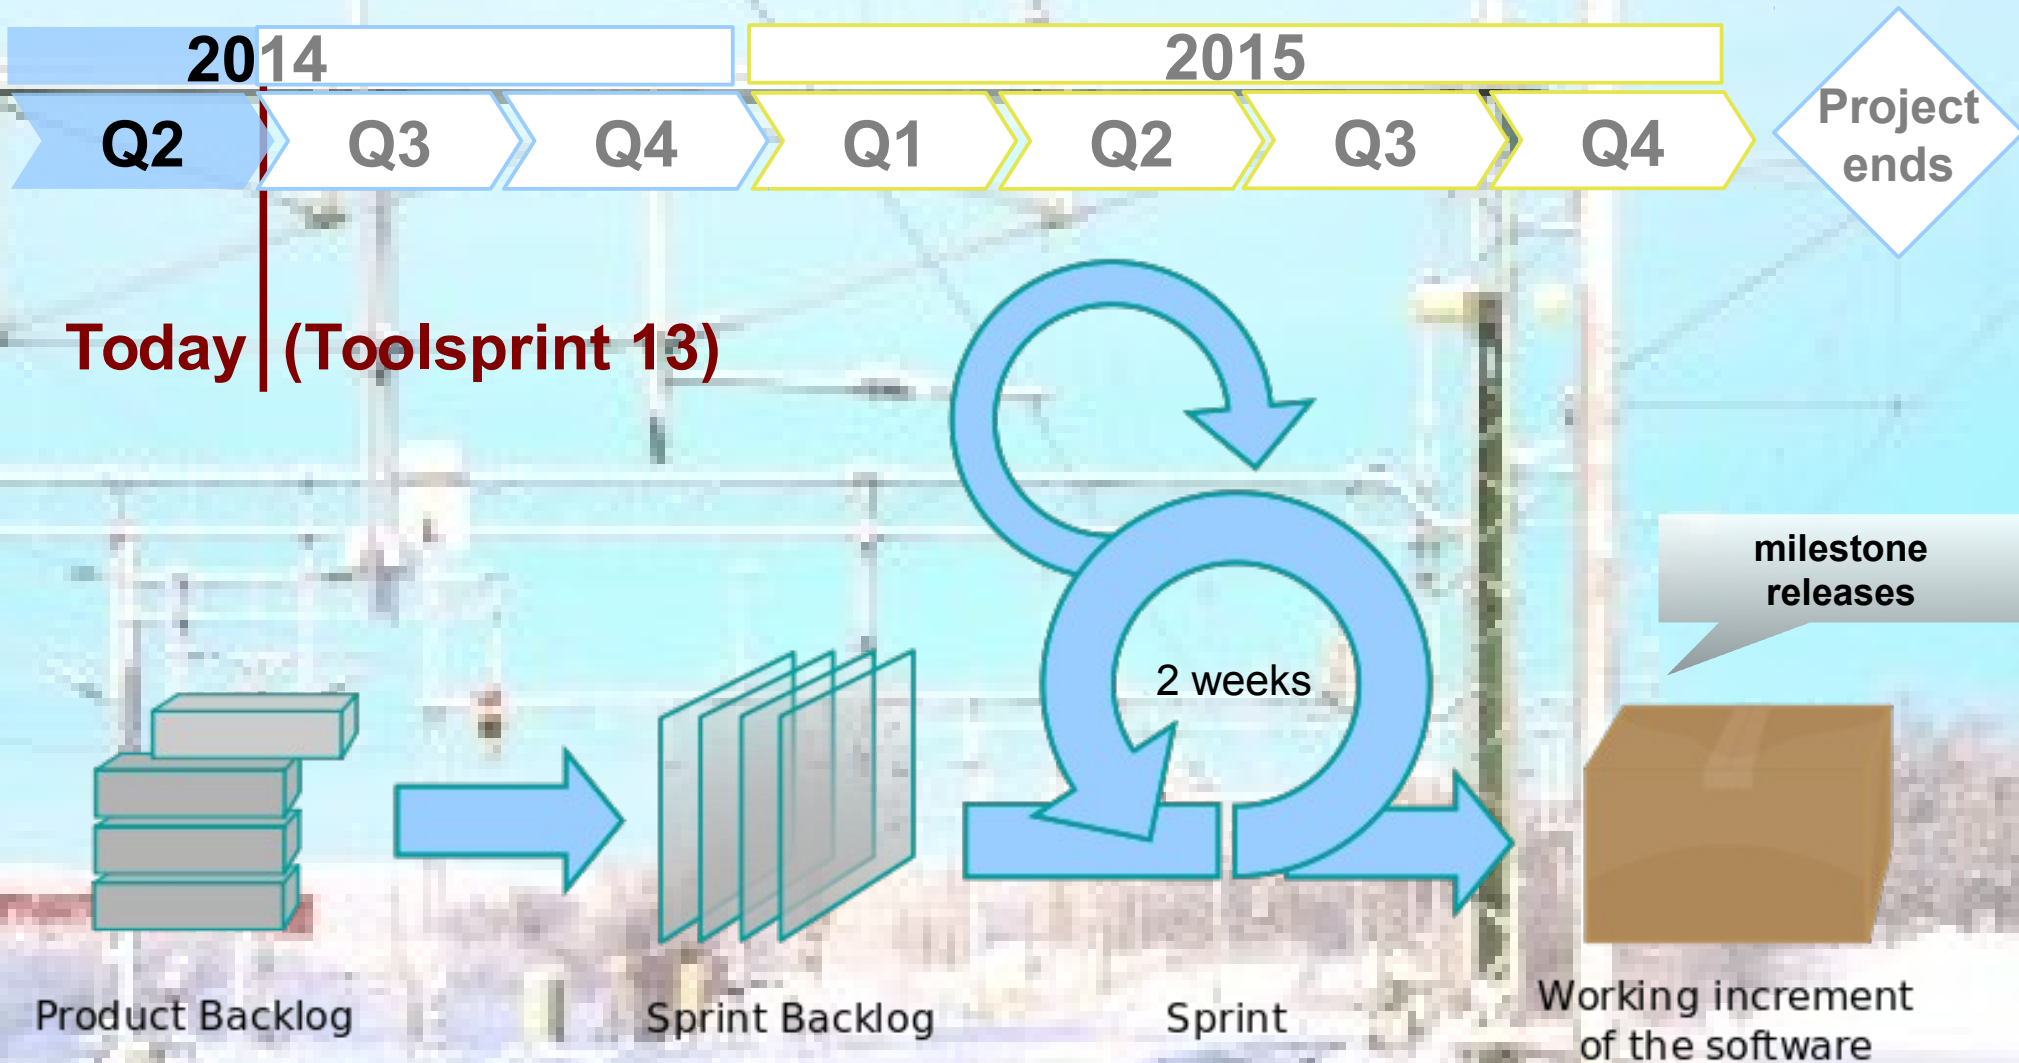 2014
2015
Q2
Q3
Q4
Q1
Q2
Q3
Q4
Project
ends
Today (Toolsprint 13)
milestone
releases
2 weeks
Product Backlog
Sprint Backlog
Sprint
Working increment
of the software